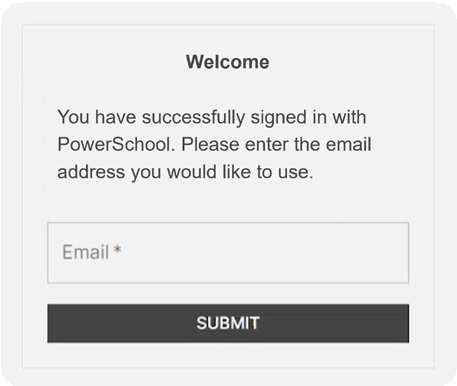 Welcome
You have successfully signed in with
PowerSchool. Please enter the email
address you would like to use.
Email *
SUBMIT